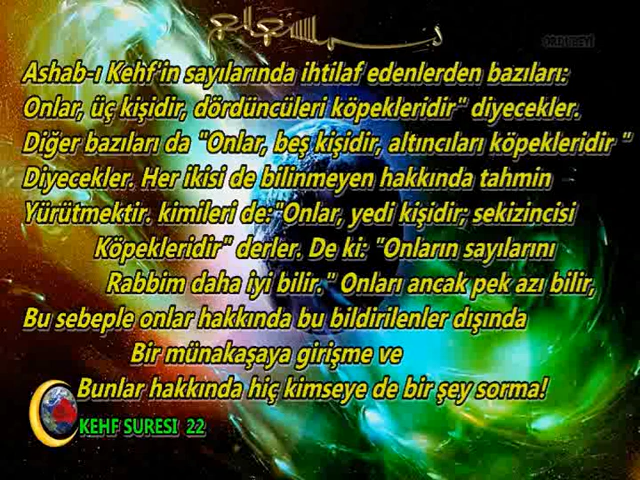 ORDUBEYİ
Ashab-ı Kehf'in sayılarında ihtilaf edenlerden bazıları:
Onlar, üç kişidir, dördüncüleri köpekleridir" diyecekler.
Diğer bazıları da "Onlar, beş kişidir, altıncıları köpekleridir "
Diyecekler. Her ikisi de bilinmeyen hakkında tahmin
Yürütmektir. kimileri de:"Onlar, yedi kişidir; sekizincisi
Köpekleridir" derler. De ki: "Onların sayılarını
Rabbim daha iyi bilir." Onları ancak pek azı bilir,
Bu sebeple onlar hakkında bu bildirilenler dışında
Bir münakaşaya girişme ve
Bunlar hakkında hiç kimseye de bir şey sorma!
KEHF SURESI 22